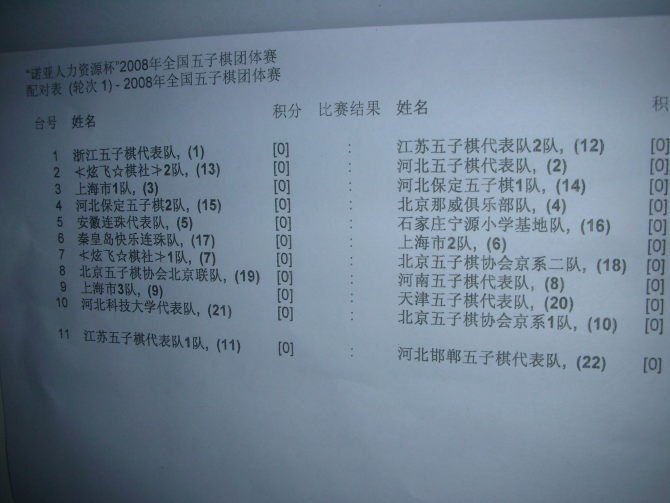 “诺亚人力资源杯”2008年全国五子棋团体赛
配对表 (轮次 1) - 2008年全国五子棋团体赛
台号 姓名 积分 比赛结果 姓名 积
1 浙江五子棋代表队, (1) [0] : 江苏五子棋代表队2队, (12) [0]
2 ≮炫飞☆棋社≯2队, (13) [0] : 河北五子棋代表队, (2) [0]
3 上海市1队, (3) [0] : 河北保定五子棋1队, (14) [0]
4 河北保定五子棋2队, (15) [0] : 北京那威俱乐部队, (4) [0]
5 安徽连珠代表队, (5) [0] : 石家庄宁源小学基地队, (16) [0]
6 秦皇岛快乐连珠队, (17) [0] : 上海市2队, (6) [0]
7 ≮炫飞☆棋社≯1队, (7) [0] : 北京五子棋协会京系二队, (18) [0]
8 北京五子棋协会北京联队, (19) [0] : 河南五子棋代表队, (8) [0]
9 上海市3队, (9) [0] : 天津五子棋代表队, (20) [0]
10 河北科技大学代表队, (21) [0] : 北京五子棋协会京系1队, (10) [0]
11 江苏五子棋代表队1队, (11) [0] : 河北邯郸五子棋代表队, (22) [0]